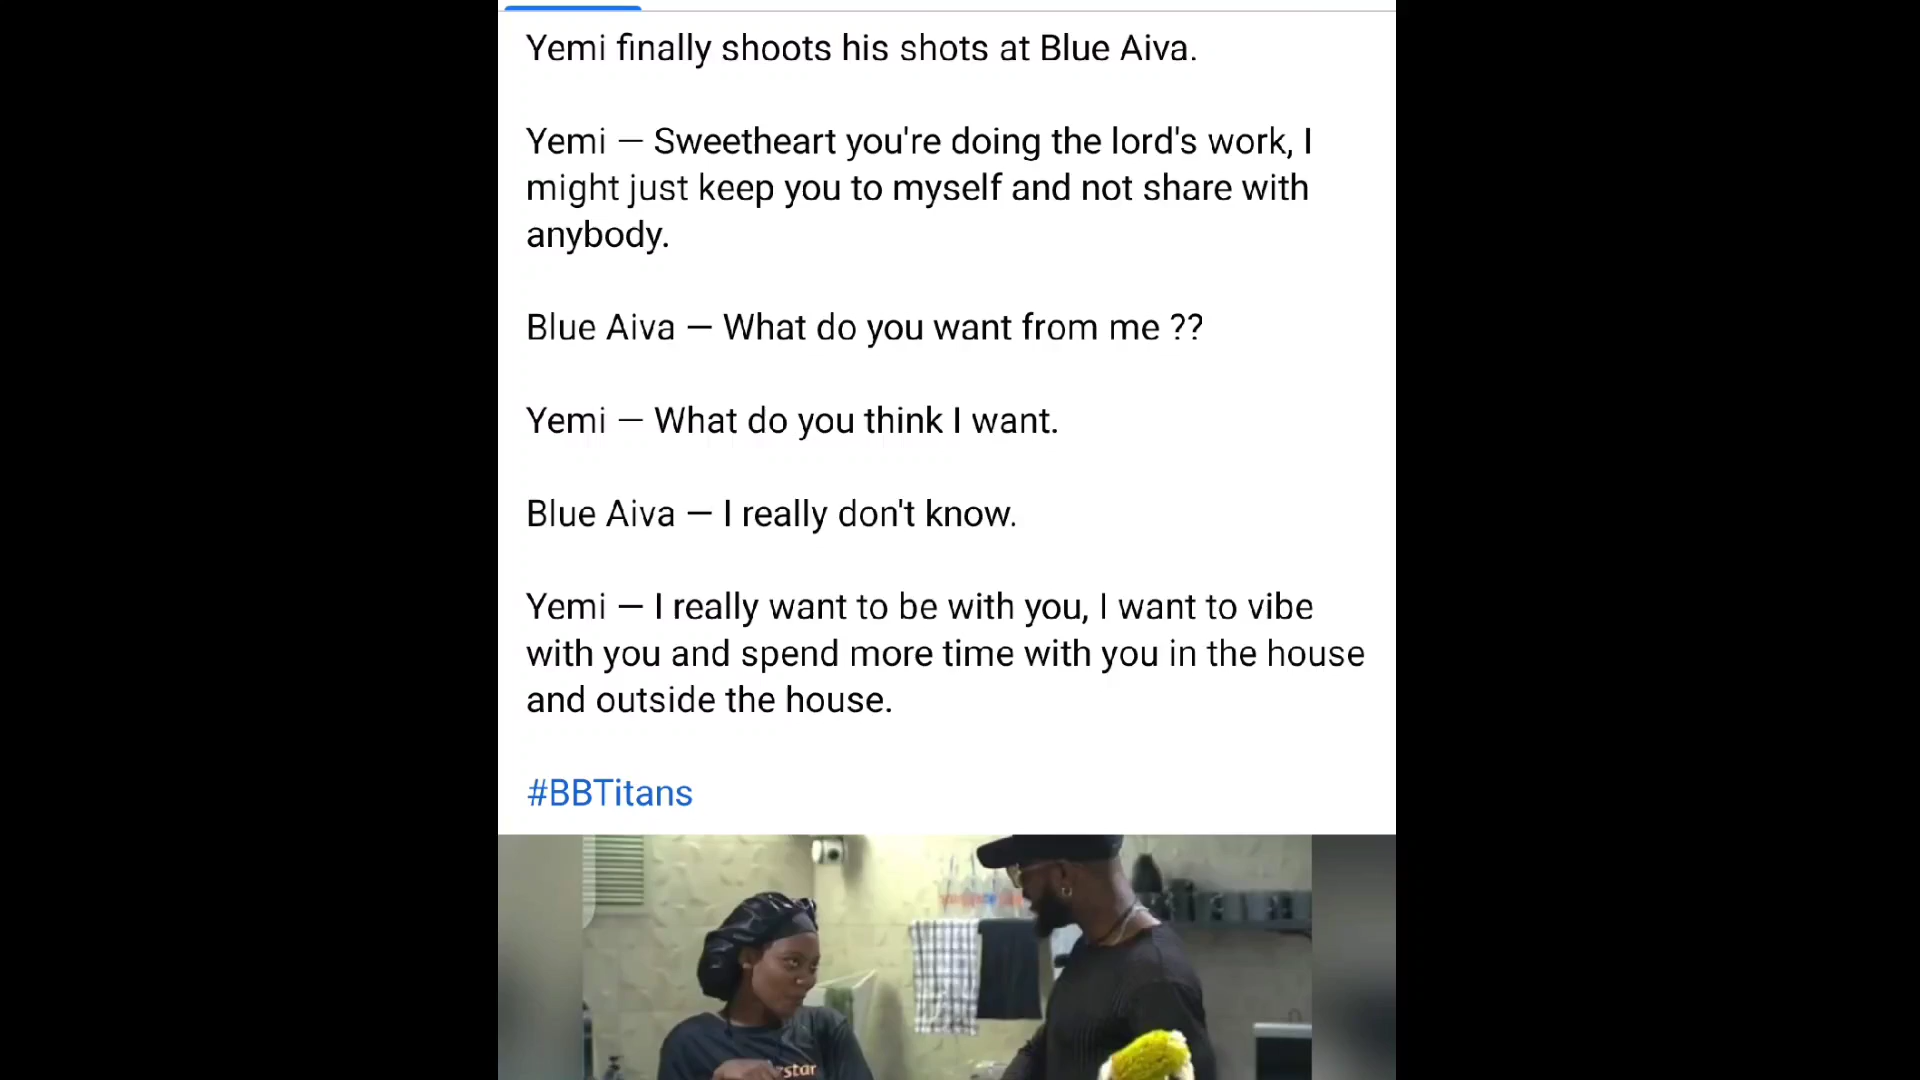 Yemi finally shoots his shots at Blue Aiva.
Yemi — Sweetheart you're doing the lord's work, I
might just keep you to myself and not share with
anybody.
Blue Aiva — What do you want from me ??
Yemi — What do you think I want.
Blue Aiva — I really don't know.
Yemi — I really want to be with you, I want to vibe
with you and spend more time with you in the house
and outside the house.
#BBTitans
star